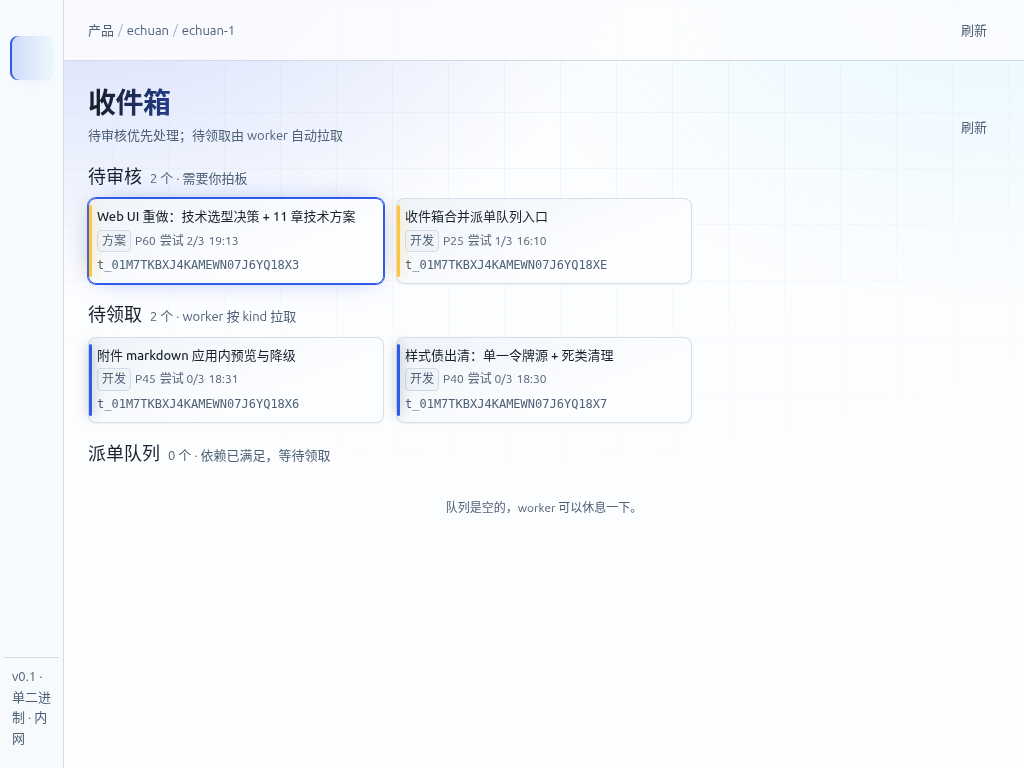 产品 / echuan / echuan-1
刷新
收件箱
待审核优先处理；待领取由 worker 自动拉取
刷新
待审核 2 个 · 需要你拍板
Web UI 重做：技术选型决策 + 11 章技术方案
方案 P60 尝试 2/3 19:13
t_01M7TKBXJ4KAMEWN07J6YQ18X3
收件箱合并派单队列入口
开发 P25 尝试 1/3 16:10
t_01M7TKBXJ4KAMEWN07J6YQ18XE
待领取 2 个 · worker 按 kind 拉取
附件 markdown 应用内预览与降级
开发 P45 尝试 0/3 18:31
t_01M7TKBXJ4KAMEWN07J6YQ18X6
样式债出清：单一令牌源 + 死类清理
开发 P40 尝试 0/3 18:30
t_01M7TKBXJ4KAMEWN07J6YQ18X7
派单队列 0 个 · 依赖已满足，等待领取
队列是空的，worker 可以休息一下。
v0.1 ·
单二进
制 · 内
网